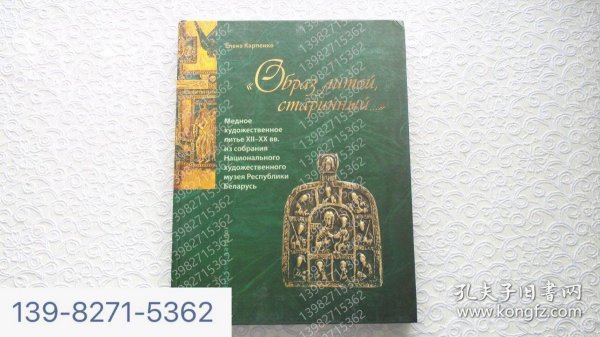 Елена Карпенко
«Образ литой,
старинный...»
Медное
художественное
литье XII–XX вв.
из собрания
Национального
художественного
музея Республики
Беларусь
13982715362
139-8271-5362
孔夫子旧书网
www.kongfz.com